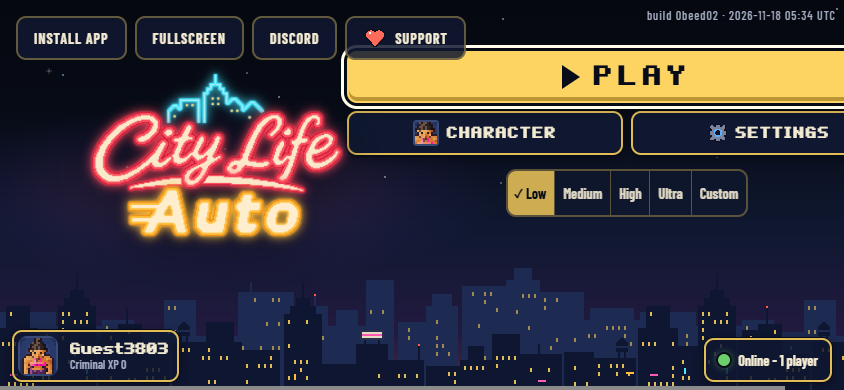 INSTALL APP
FULLSCREEN
DISCORD
SUPPORT
build 0beed02 · 2026-11-18 05:34 UTC
PLAY
City Life
Auto
CHARACTER
SETTINGS
✓ Low
Medium
High
Ultra
Custom
Guest3803
Criminal XP 0
Online - 1 player